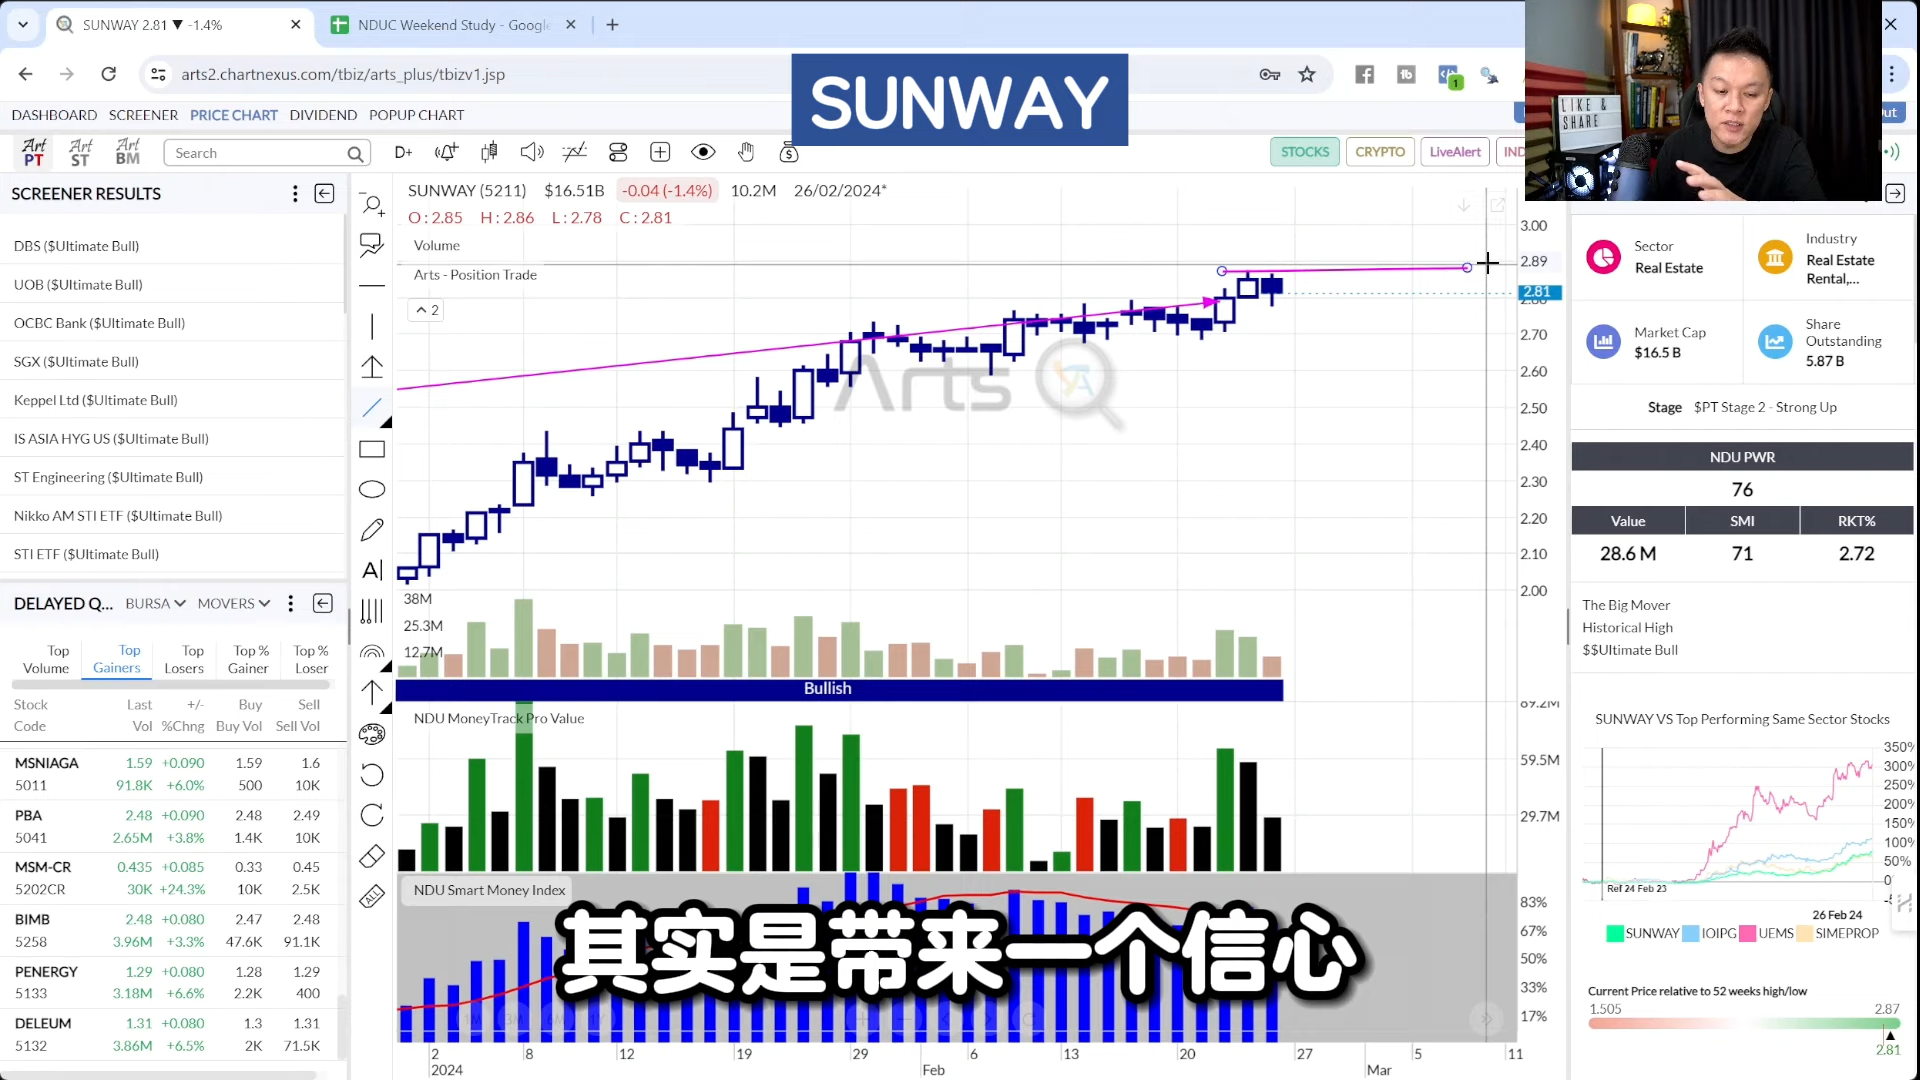 SUNWAY 2.81 ▼ -1.4%
NDUC Weekend Study - Google
arts2.chartnexus.com/tbiz/arts_plus/tbizv1.jsp
SUNWAY
LIKE &
SHARE
DASHBOARD SCREENER PRICE CHART DIVIDEND POPUP CHART
Art PT
Art ST
Art BM
Search
D+
STOCKS CRYPTO LiveAlert
SCREENER RESULTS
DBS ($Ultimate Bull)
UOB ($Ultimate Bull)
OCBC Bank ($Ultimate Bull)
SGX ($Ultimate Bull)
Keppel Ltd ($Ultimate Bull)
IS ASIA HYG US ($Ultimate Bull)
ST Engineering ($Ultimate Bull)
Nikko AM STI ETF ($Ultimate Bull)
STI ETF ($Ultimate Bull)
DELAYED Q... BURSA MOVERS
Top Volume
Top Gainers
Top Losers
Top % Gainer
Top % Loser
Stock Last +/- Buy Sell
Code Vol %Chng Buy Vol Sell Vol
MSNIAGA 1.59 +0.090 1.59 1.6
5011 91.8K +6.0% 500 10K
PBA 2.48 +0.090 2.48 2.49
5041 2.65M +3.8% 1.4K 10K
MSM-CR 0.435 +0.085 0.33 0.45
5202CR 30K +24.3% 10K 2.5K
BIMB 2.48 +0.080 2.47 2.48
5258 3.96M +3.3% 47.6K 91.1K
PENERGY 1.29 +0.080 1.28 1.29
5133 3.18M +6.6% 2.2K 400
DELEUM 1.31 +0.080 1.3 1.31
5132 3.86M +6.5% 2K 71.5K
SUNWAY (5211) $16.51B -0.04 (-1.4%) 10.2M 26/02/2024*
O : 2.85 H : 2.86 L : 2.78 C : 2.81
Volume
Arts - Position Trade
2
Arts
3.00
2.89
2.81
2.70
2.60
2.50
2.40
2.30
2.20
2.10
2.00
38M
25.3M
12.7M
Bullish
NDU MoneyTrack Pro Value
89.2M
59.5M
29.7M
NDU Smart Money Index
83%
67%
50%
33%
17%
其实是带来一个信心
2 8 12 19 29 6 13 20 27 5 11
2024 Feb Mar
Sector
Real Estate
Industry
Real Estate
Rental,...
Market Cap
$16.5 B
Share
Outstanding
5.87 B
Stage $PT Stage 2 - Strong Up
NDU PWR
76
Value SMI RKT%
28.6 M 71 2.72
The Big Mover
Historical High
$$Ultimate Bull
SUNWAY VS Top Performing Same Sector Stocks
350%
300%
250%
200%
150%
100%
50%
0
Ref 24 Feb 23
26 Feb 24
SUNWAY IOIPG UEMS SIMEPROP
Current Price relative to 52 weeks high/low
1.505 2.87
2.81